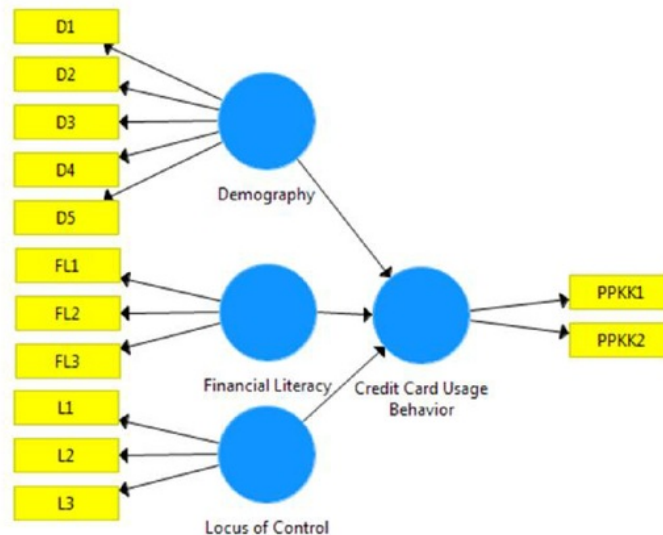 D1
D2
D3
D4
D5
Demography
FL1
FL2
FL3
Financial Literacy
L1
L2
L3
Locus of Control
Credit Card Usage
Behavior
PPKK1
PPKK2